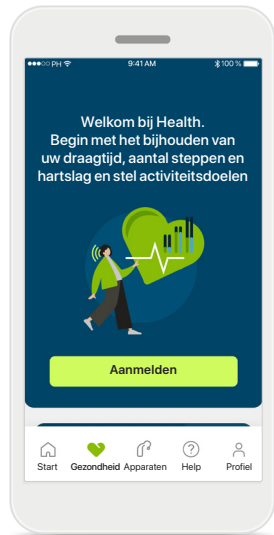 ●●●○○ PH 9:41 AM 100 %
Welkom bij Health.
Begin met het bijhouden van
uw draagtijd, aantal steppen en
hartslag en stel activiteitsdoelen
Aanmelden
Start Gezondheid Apparaten Help Profiel